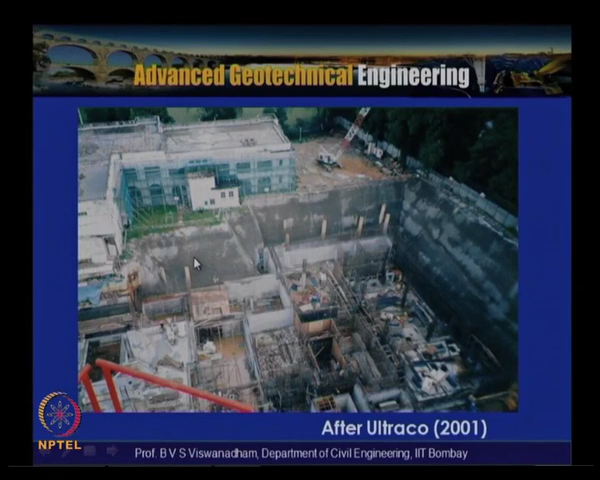 Advanced Geotechnical Engineering
After Ultraco (2001)
NPTEL
Prof. B V S Viswanadham, Department of Civil Engineering, IIT Bombay